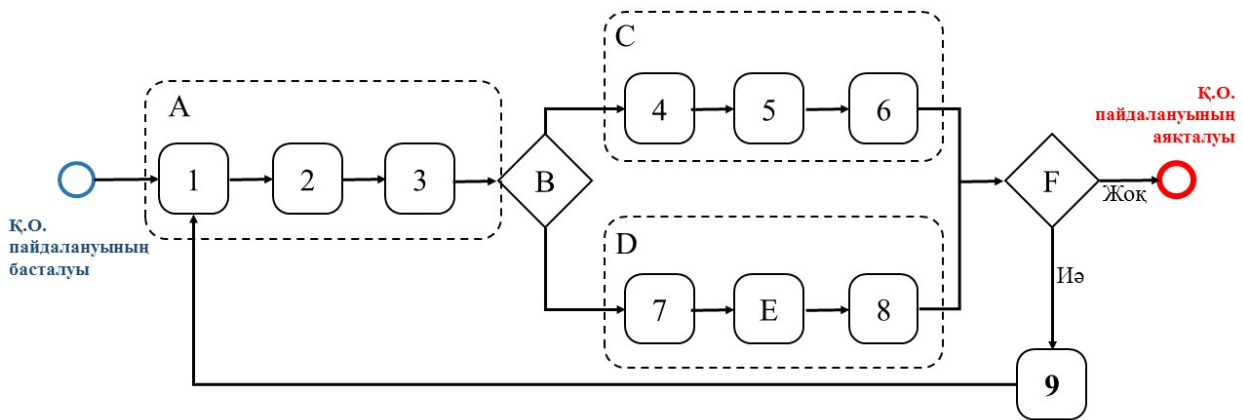 C
Қ.О.
пайдалануының
аяқталуы
A
4
5
6
1
2
3
B
F
Жоқ
Қ.О.
пайдалануының
басталуы
D
Иә
7
E
8
9